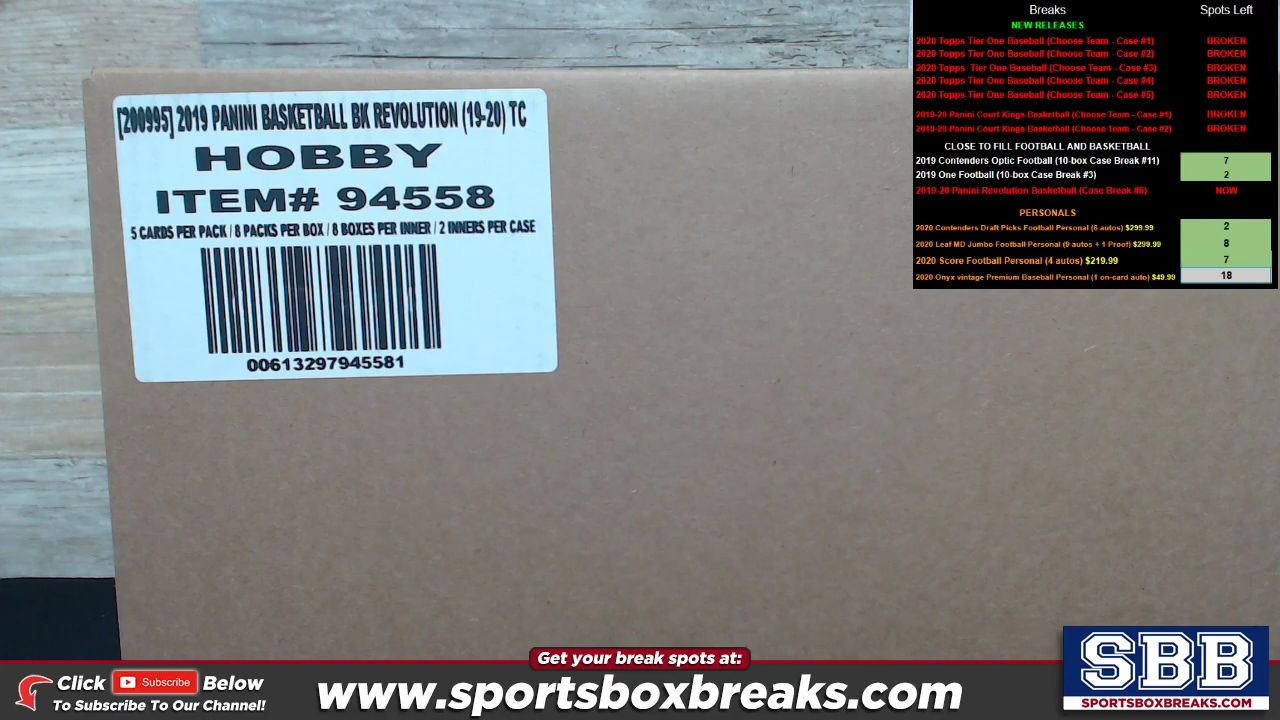 [200995] 2019 PANINI BASKETBALL BK REVOLUTION (19-20) TC
HOBBY
ITEM# 94558
5 CARDS PER PACK / 8 PACKS PER BOX / 8 BOXES PER INNER / 2 INNERS PER CASE
00613297945581
Breaks Spots Left
NEW RELEASES
2020 Topps Tier One Baseball (Choose Team - Case #1) BROKEN
2020 Topps Tier One Baseball (Choose Team - Case #2) BROKEN
2020 Topps Tier One Baseball (Choose Team - Case #3) BROKEN
2020 Topps Tier One Baseball (Choose Team - Case #4) BROKEN
2020 Topps Tier One Baseball (Choose Team - Case #5) BROKEN
2019-20 Panini Court Kings Basketball (Choose Team - Case #1) BROKEN
2019-20 Panini Court Kings Basketball (Choose Team - Case #2) BROKEN
CLOSE TO FILL FOOTBALL AND BASKETBALL
2019 Contenders Optic Football (10-box Case Break #11) 7
2019 One Football (10-box Case Break #3) 2
2019-20 Panini Revolution Basketball (Case Break #6) NOW
PERSONALS
2020 Contenders Draft Picks Football Personal (6 autos) $299.99 2
2020 Leaf MD Jumbo Football Personal (9 autos + 1 Proof) $299.99 8
2020 Score Football Personal (4 autos) $219.99 7
2020 Onyx vintage Premium Baseball Personal (1 on-card auto) $49.99 18
Get your break spots at:
Click Subscribe Below
To Subscribe To Our Channel!
www.sportsboxbreaks.com
SBB
SPORTSBOXBREAKS.COM